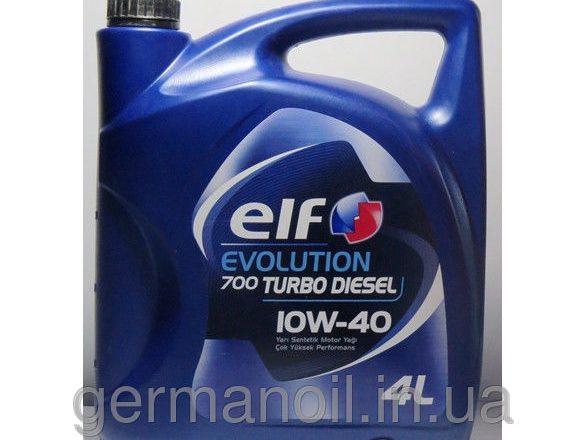 elf
EVOLUTION
700 TURBO DIESEL
10W-40
Yarı Sentetik Motor Yağı
Çok Yüksek Performans
4L
germanoil.in.ua